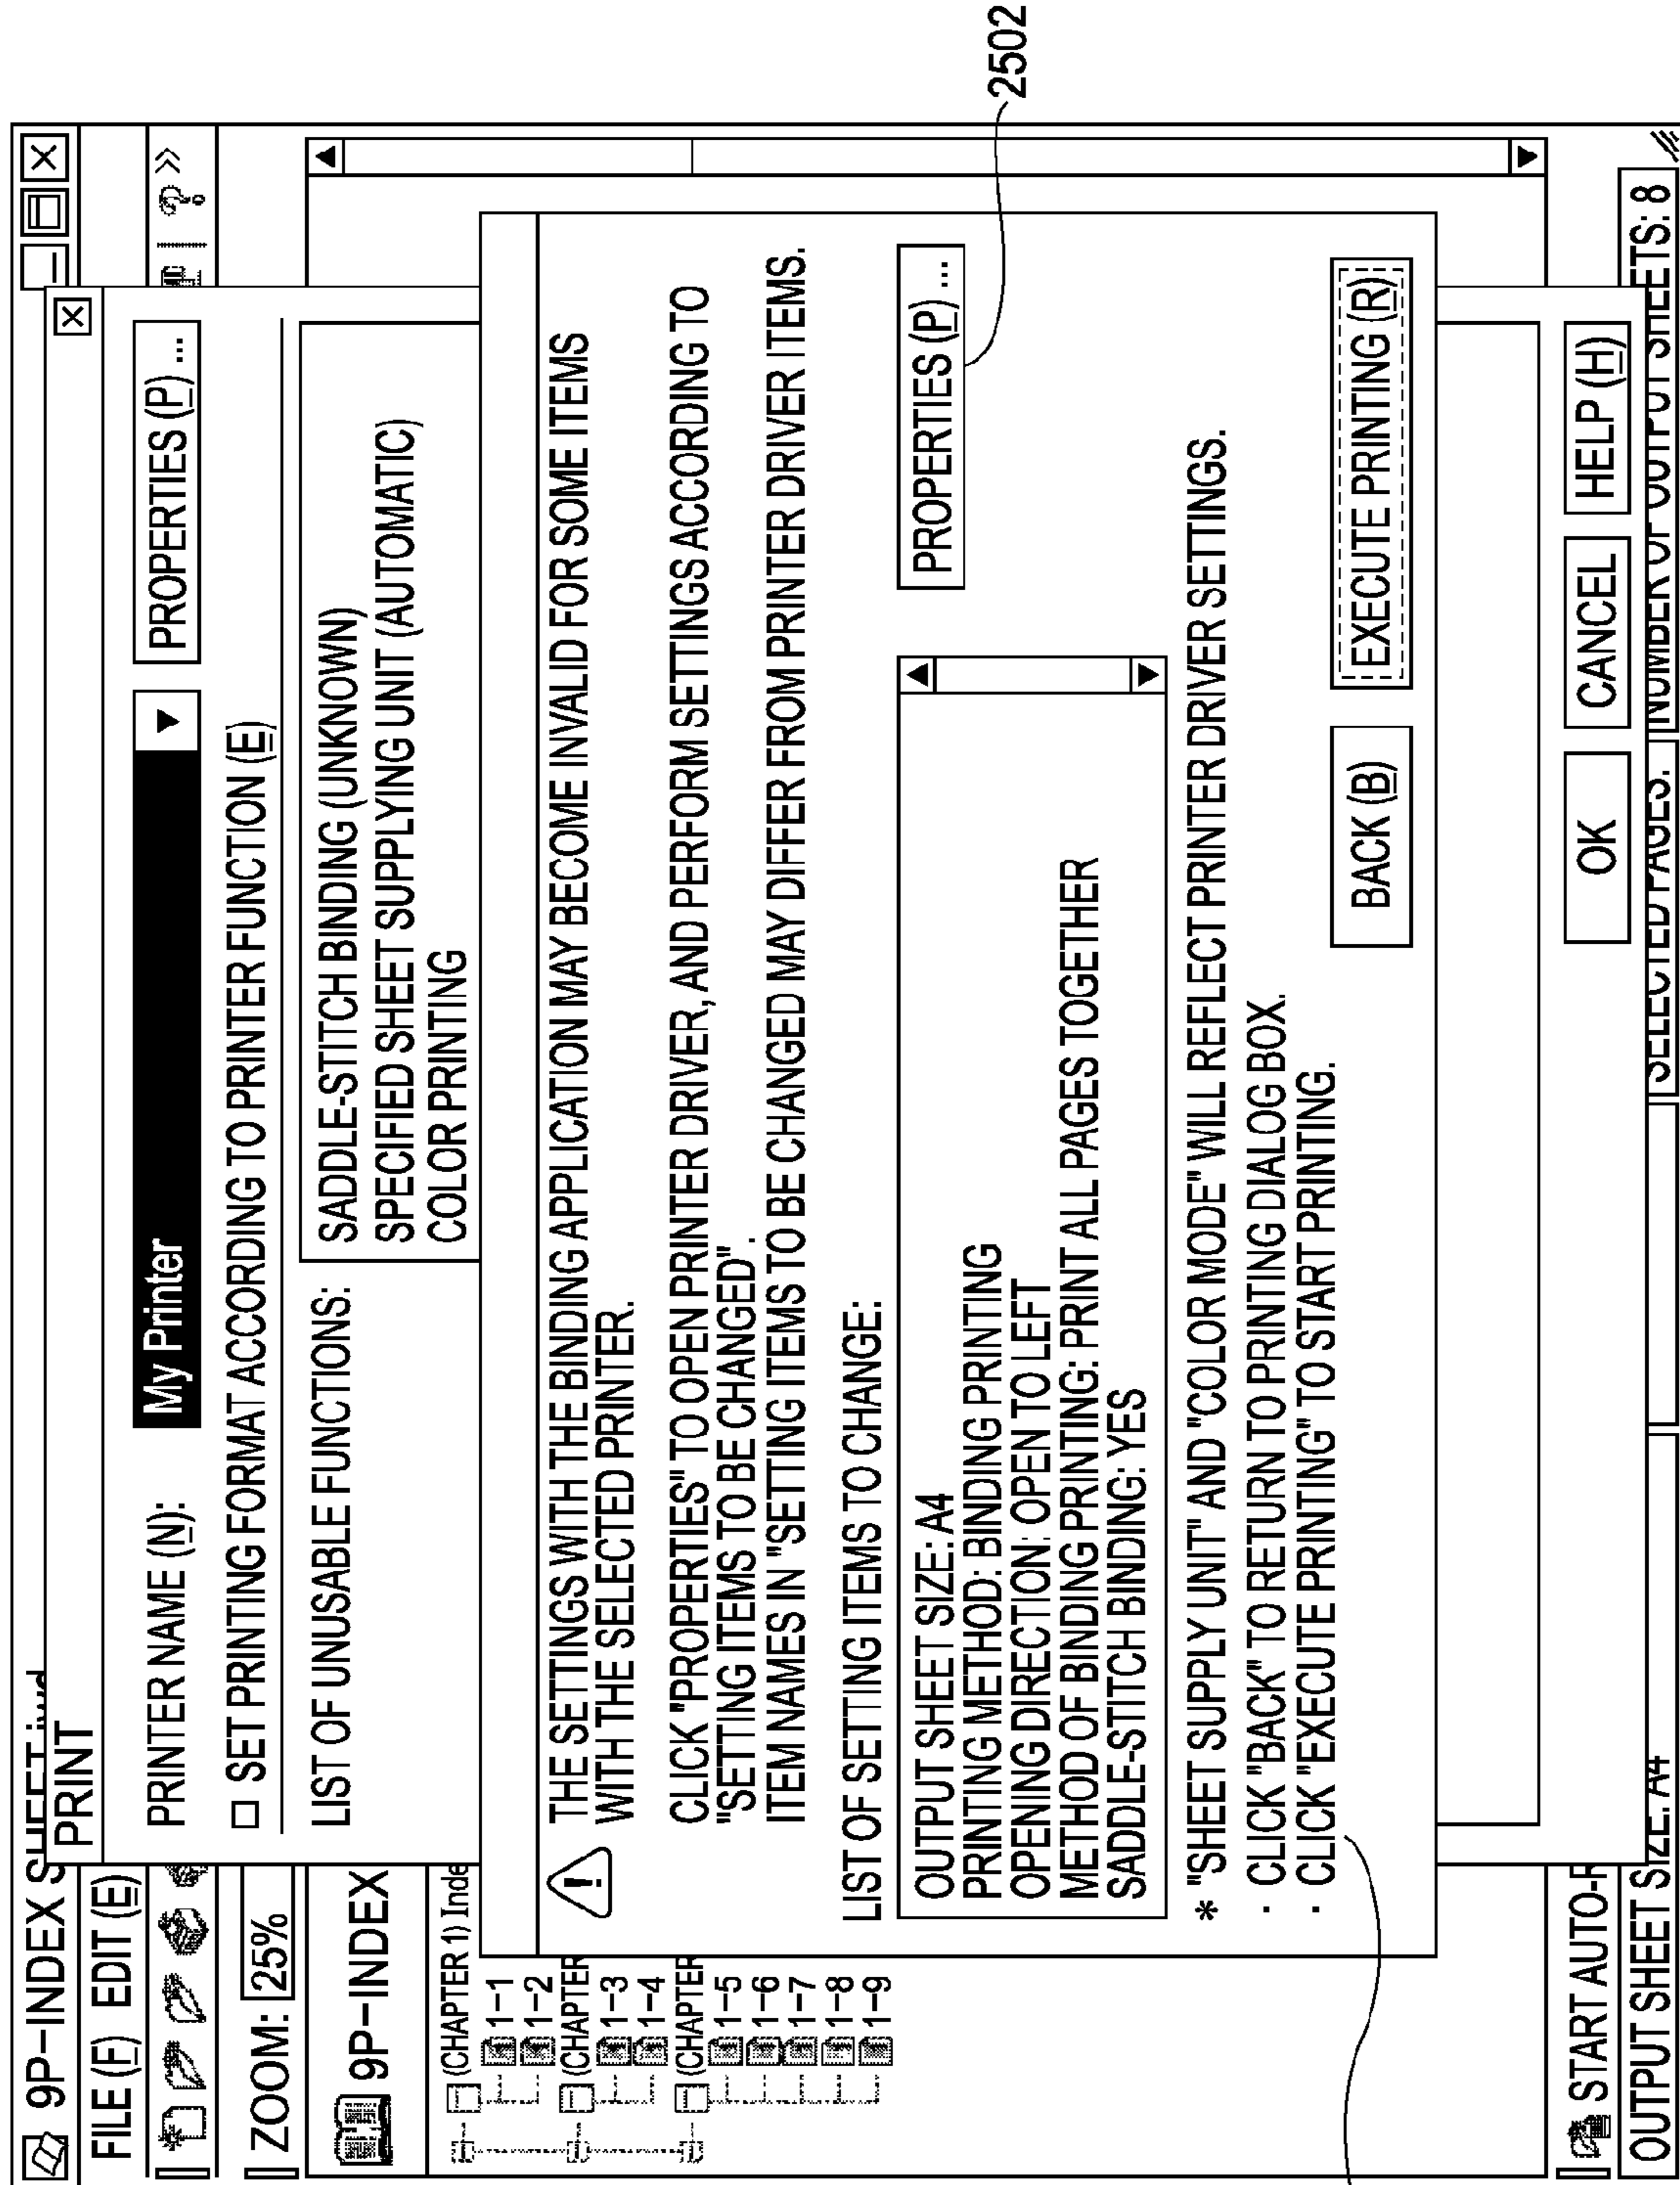 9P-INDEX SHEET
PRINT
FILE (F) EDIT (E)
ZOOM: 25%
9P-INDEX
(CHAPTER 1) Inde
1-1
1-2
(CHAPTER
1-3
1-4
(CHAPTER
1-5
1-6
1-7
1-8
1-9
PRINTER NAME (N): My Printer PROPERTIES (P) ...
SET PRINTING FORMAT ACCORDING TO PRINTER FUNCTION (E)
LIST OF UNUSABLE FUNCTIONS:
SADDLE-STITCH BINDING (UNKNOWN)
SPECIFIED SHEET SUPPLYING UNIT (AUTOMATIC)
COLOR PRINTING
! THE SETTINGS WITH THE BINDING APPLICATION MAY BECOME INVALID FOR SOME ITEMS
WITH THE SELECTED PRINTER.
CLICK "PROPERTIES" TO OPEN PRINTER DRIVER, AND PERFORM SETTINGS ACCORDING TO
"SETTING ITEMS TO BE CHANGED".
ITEM NAMES IN "SETTING ITEMS TO BE CHANGED MAY DIFFER FROM PRINTER DRIVER ITEMS.
LIST OF SETTING ITEMS TO CHANGE:
OUTPUT SHEET SIZE: A4
PRINTING METHOD: BINDING PRINTING
OPENING DIRECTION: OPEN TO LEFT
METHOD OF BINDING PRINTING: PRINT ALL PAGES TOGETHER
SADDLE-STITCH BINDING: YES
PROPERTIES (P) ...
2502
* "SHEET SUPPLY UNIT" AND "COLOR MODE" WILL REFLECT PRINTER DRIVER SETTINGS.
· CLICK "BACK" TO RETURN TO PRINTING DIALOG BOX.
· CLICK "EXECUTE PRINTING" TO START PRINTING.
BACK (B) EXECUTE PRINTING (R)
OK CANCEL HELP (H)
START AUTO-R
OUTPUT SHEET SIZE: A4 SELECTED PAGES: NUMBER OF OUTPUT SHEETS: 8